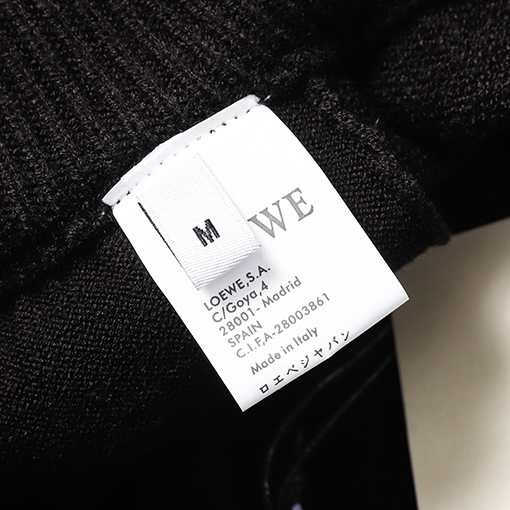 M
WE
LOEWE,S.A.
C/Goya,4
28001-Madrid
SPAIN
C.I.F.A-28003861
Made in Italy
ロエベジャパン